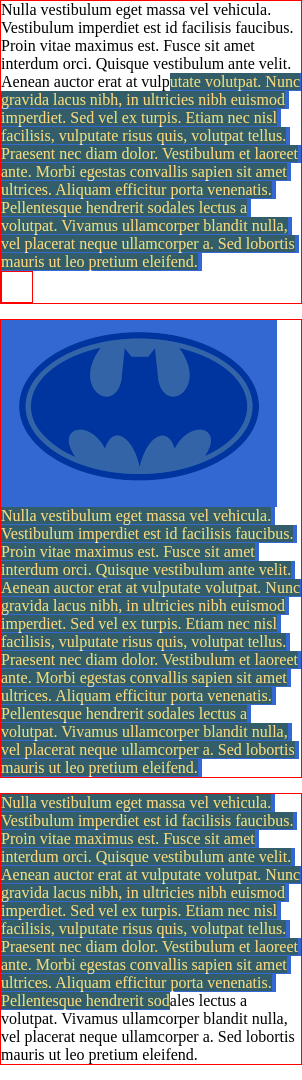 Nulla vestibulum eget massa vel vehicula.
Vestibulum imperdiet est id facilisis faucibus.
Proin vitae maximus est. Fusce sit amet
interdum orci. Quisque vestibulum ante velit.
Aenean auctor erat at vulputate volutpat. Nunc
gravida lacus nibh, in ultricies nibh euismod
imperdiet. Sed vel ex turpis. Etiam nec nisl
facilisis, vulputate risus quis, volutpat tellus.
Praesent nec diam dolor. Vestibulum et laoreet
ante. Morbi egestas convallis sapien sit amet
ultrices. Aliquam efficitur porta venenatis.
Pellentesque hendrerit sodales lectus a
volutpat. Vivamus ullamcorper blandit nulla,
vel placerat neque ullamcorper a. Sed lobortis
mauris ut leo pretium eleifend.
Nulla vestibulum eget massa vel vehicula.
Vestibulum imperdiet est id facilisis faucibus.
Proin vitae maximus est. Fusce sit amet
interdum orci. Quisque vestibulum ante velit.
Aenean auctor erat at vulputate volutpat. Nunc
gravida lacus nibh, in ultricies nibh euismod
imperdiet. Sed vel ex turpis. Etiam nec nisl
facilisis, vulputate risus quis, volutpat tellus.
Praesent nec diam dolor. Vestibulum et laoreet
ante. Morbi egestas convallis sapien sit amet
ultrices. Aliquam efficitur porta venenatis.
Pellentesque hendrerit sodales lectus a
volutpat. Vivamus ullamcorper blandit nulla,
vel placerat neque ullamcorper a. Sed lobortis
mauris ut leo pretium eleifend.
Nulla vestibulum eget massa vel vehicula.
Vestibulum imperdiet est id facilisis faucibus.
Proin vitae maximus est. Fusce sit amet
interdum orci. Quisque vestibulum ante velit.
Aenean auctor erat at vulputate volutpat. Nunc
gravida lacus nibh, in ultricies nibh euismod
imperdiet. Sed vel ex turpis. Etiam nec nisl
facilisis, vulputate risus quis, volutpat tellus.
Praesent nec diam dolor. Vestibulum et laoreet
ante. Morbi egestas convallis sapien sit amet
ultrices. Aliquam efficitur porta venenatis.
Pellentesque hendrerit sodales lectus a
volutpat. Vivamus ullamcorper blandit nulla,
vel placerat neque ullamcorper a. Sed lobortis
mauris ut leo pretium eleifend.